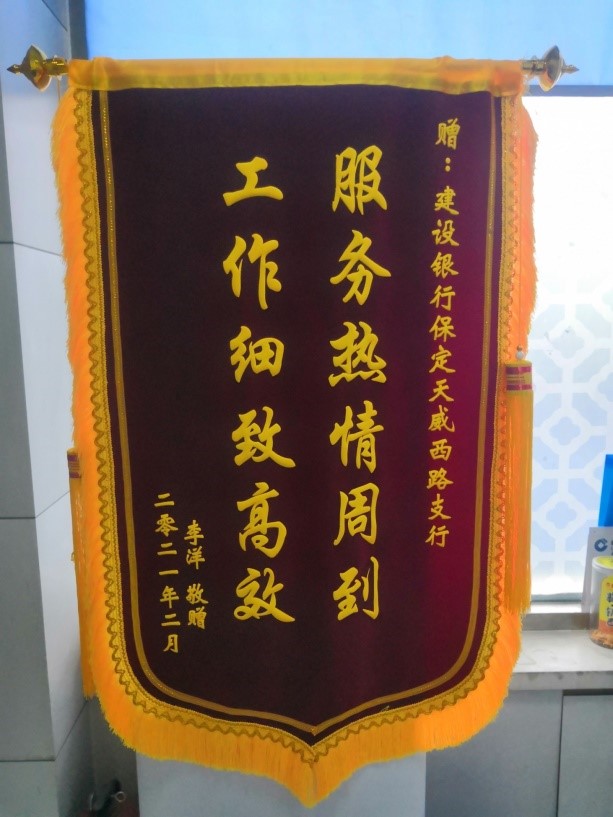 赠：建设银行保定天威西路支行
服务热情周到
工作细致高效
李洋 敬赠
二零二一年二月